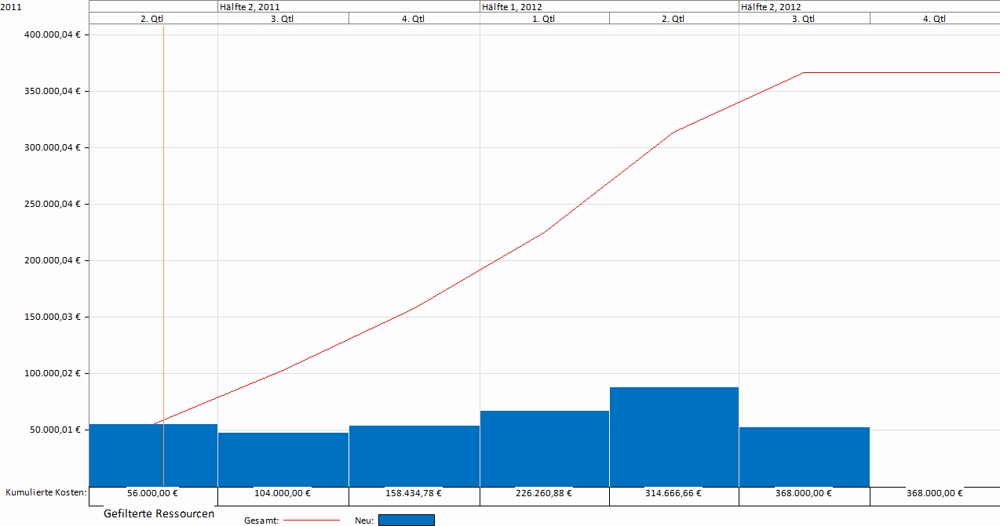 2011
Hälfte 2, 2011
Hälfte 1, 2012
Hälfte 2, 2012
2. Qtl
3. Qtl
4. Qtl
1. Qtl
2. Qtl
3. Qtl
4. Qtl
400.000,04 €
350.000,04 €
300.000,04 €
250.000,04 €
200.000,04 €
150.000,03 €
100.000,02 €
50.000,01 €
Kumulierte Kosten: 56.000,00 € 104.000,00 € 158.434,78 € 226.260,88 € 314.666,66 € 368.000,00 € 368.000,00 €
Gefilterte Ressourcen
Gesamt: Neu: